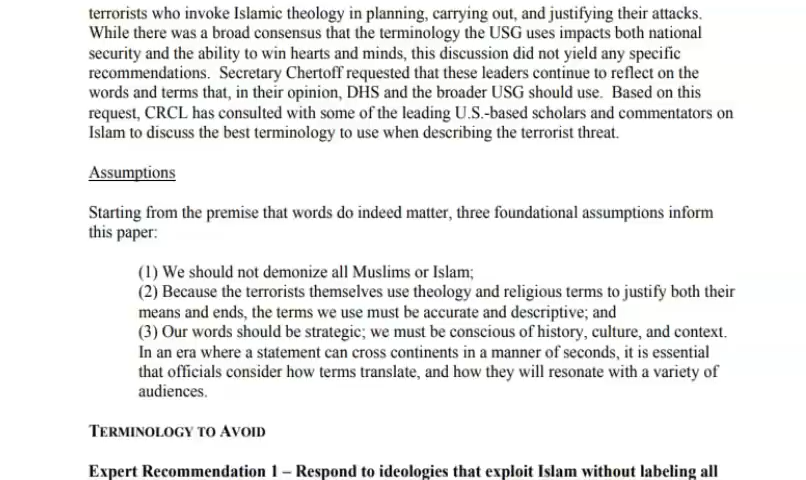 terrorists who invoke Islamic theology in planning, carrying out, and justifying their attacks.
While there was a broad consensus that the terminology the USG uses impacts both national
security and the ability to win hearts and minds, this discussion did not yield any specific
recommendations. Secretary Chertoff requested that these leaders continue to reflect on the
words and terms that, in their opinion, DHS and the broader USG should use. Based on this
request, CRCL has consulted with some of the leading U.S.-based scholars and commentators on
Islam to discuss the best terminology to use when describing the terrorist threat.
Assumptions
Starting from the premise that words do indeed matter, three foundational assumptions inform
this paper:
(1) We should not demonize all Muslims or Islam;
(2) Because the terrorists themselves use theology and religious terms to justify both their
means and ends, the terms we use must be accurate and descriptive; and
(3) Our words should be strategic; we must be conscious of history, culture, and context.
In an era where a statement can cross continents in a manner of seconds, it is essential
that officials consider how terms translate, and how they will resonate with a variety of
audiences.
TERMINOLOGY TO AVOID
Expert Recommendation 1 – Respond to ideologies that exploit Islam without labeling all